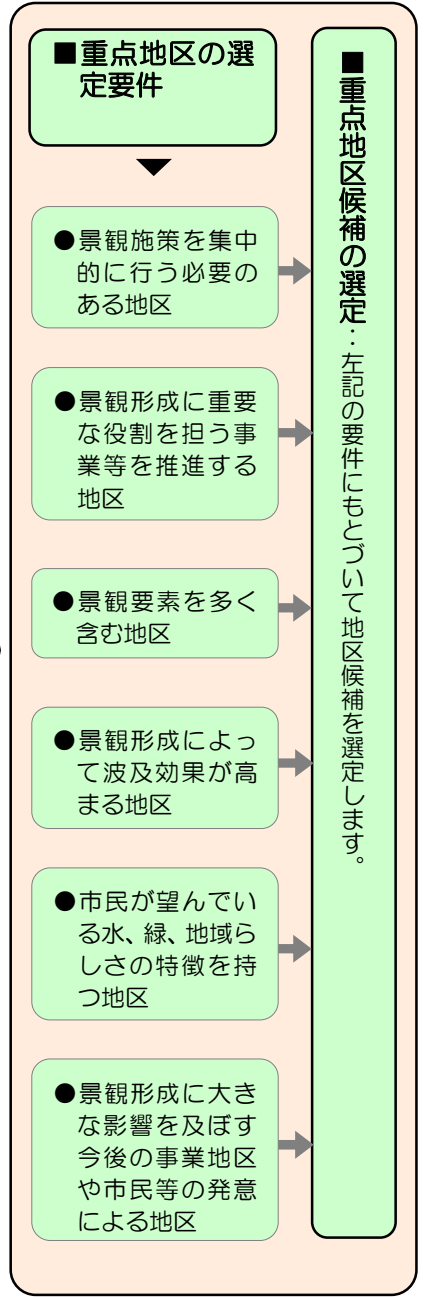 ■重点地区の選
定要件
●景観施策を集中
的に行う必要の
ある地区
●景観形成に重要
な役割を担う事
業等を推進する
地区
●景観要素を多く
含む地区
●景観形成によっ
て波及効果が高
まる地区
●市民が望んでい
る水、緑、地域ら
しさの特徴を持
つ地区
●景観形成に大き
な影響を及ぼす
今後の事業地区
や市民等の発意
による地区
■重点地区候補の選定：左記の要件にもとづいて地区候補を選定します。